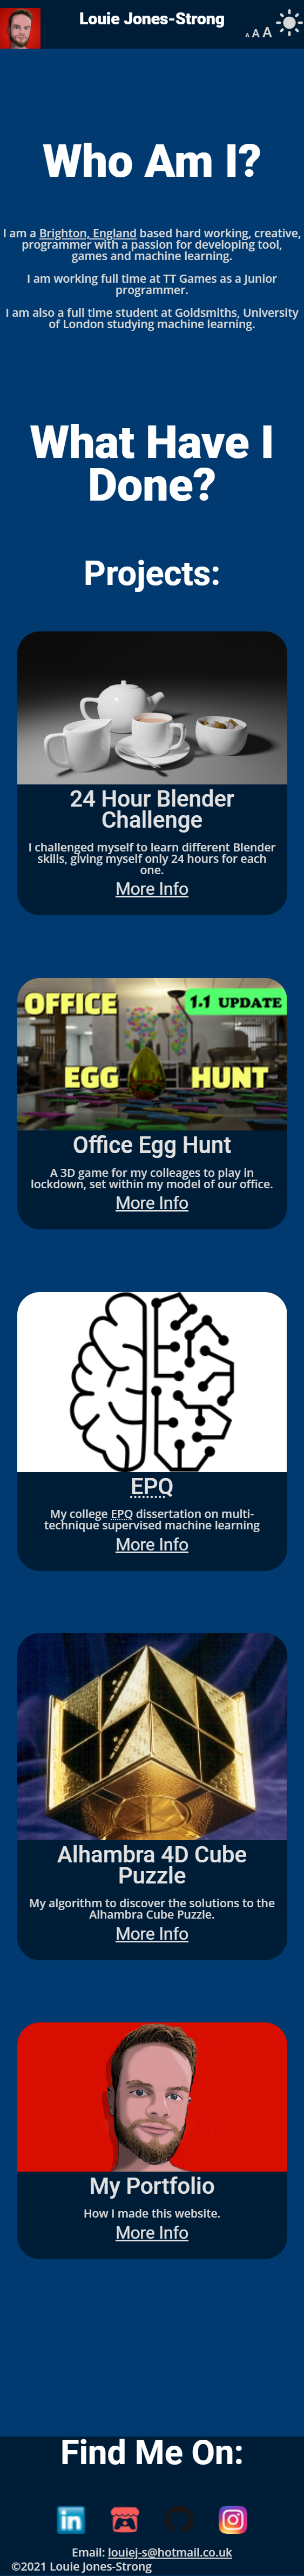 Louie Jones-Strong
A A A
Who Am I?
I am a Brighton, England based hard working, creative,
programmer with a passion for developing tool,
games and machine learning.
I am working full time at TT Games as a Junior
programmer.
I am also a full time student at Goldsmiths, University
of London studying machine learning.
What Have I
Done?
Projects:
24 Hour Blender
Challenge
I challenged myself to learn different Blender
skills, giving myself only 24 hours for each
one.
More Info
OFFICE
1.1 UPDATE
EGG HUNT
Office Egg Hunt
A 3D game for my colleages to play in
lockdown, set within my model of our office.
More Info
EPQ
My college EPQ dissertation on multi-
technique supervised machine learning
More Info
Alhambra 4D Cube
Puzzle
My algorithm to discover the solutions to the
Alhambra Cube Puzzle.
More Info
My Portfolio
How I made this website.
More Info
Find Me On:
in
Email: louiej-s@hotmail.co.uk
©2021 Louie Jones-Strong